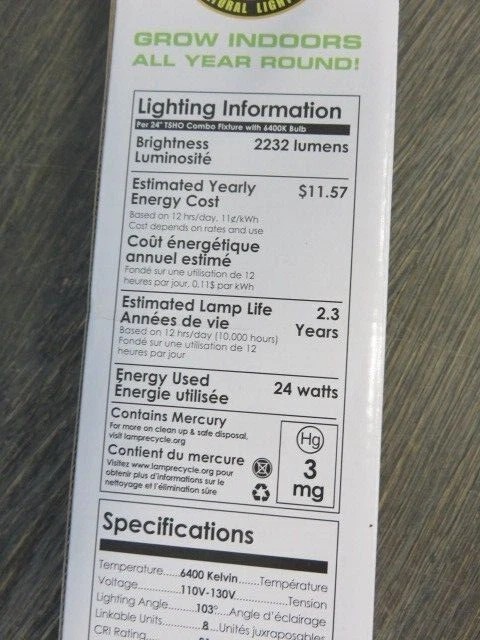 URAL LIGH
GROW INDOORS
ALL YEAR ROUND!
Lighting Information
Per 24" T5HO Combo Fixture with 6400K Bulb
Brightness 2232 lumens
Luminosité
Estimated Yearly $11.57
Energy Cost
Based on 12 hrs/day, 11¢/kWh
Cost depends on rates and use
Coût énergétique
annuel estimé
Fondé sur une utilisation de 12
heures par jour, 0,11$ par kWh
Estimated Lamp Life 2.3
Années de vie Years
Based on 12 hrs/day (10,000 hours)
Fondé sur une utilisation de 12
heures par jour
Energy Used 24 watts
Énergie utilisée
Contains Mercury
For more on clean up & safe disposal,
visit lamprecycle.org
Contient du mercure
Visitez www.lamprecycle.org pour
obtenir plus d'informations sur le
nettoyage et l'élimination sûre
Hg
3
mg
Specifications
Temperature.....6400 Kelvin.....Température
Voltage..........110V-130V..........Tension
Lighting Angle.......103°...Angle d'éclairage
Linkable Units..........8...Unités juxtaposables
CRI Rating